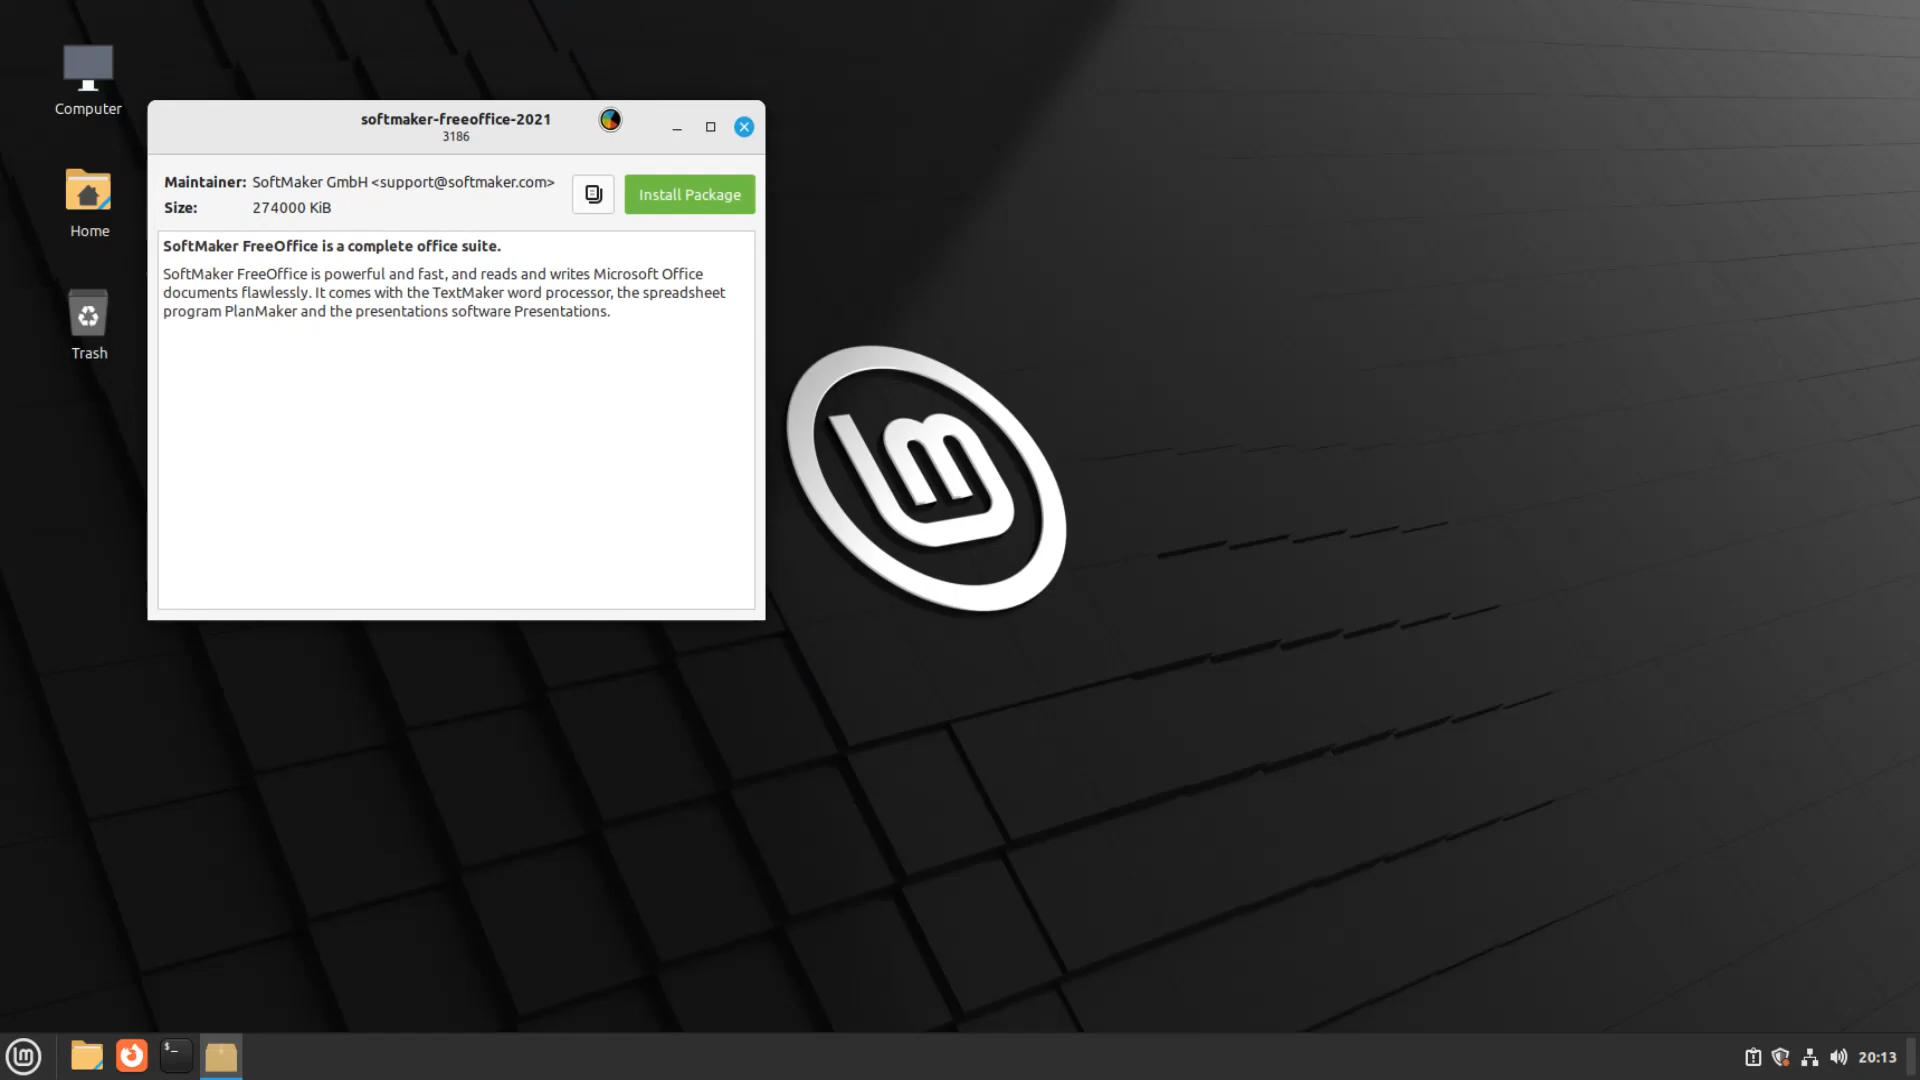 Computer
Home
Trash
softmaker-freeoffice-2021
3186
Maintainer: SoftMaker GmbH <support@softmaker.com>
Size: 274000 KiB
Install Package
SoftMaker FreeOffice is a complete office suite.
SoftMaker FreeOffice is powerful and fast, and reads and writes Microsoft Office
documents flawlessly. It comes with the TextMaker word processor, the spreadsheet
program PlanMaker and the presentations software Presentations.
$_
20:13